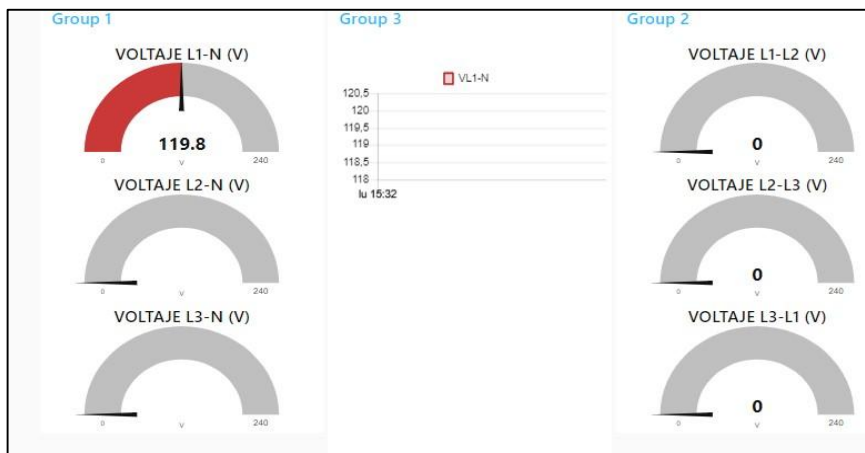 Group 1
VOLTAJE L1-N (V)
119.8
0 V 240
VOLTAJE L2-N (V)
0 V 240
VOLTAJE L3-N (V)
0 V 240
Group 3
VL1-N
120,5
120
119,5
119
118,5
118
lu 15:32
Group 2
VOLTAJE L1-L2 (V)
0
0 V 240
VOLTAJE L2-L3 (V)
0
0 V 240
VOLTAJE L3-L1 (V)
0
0 V 240